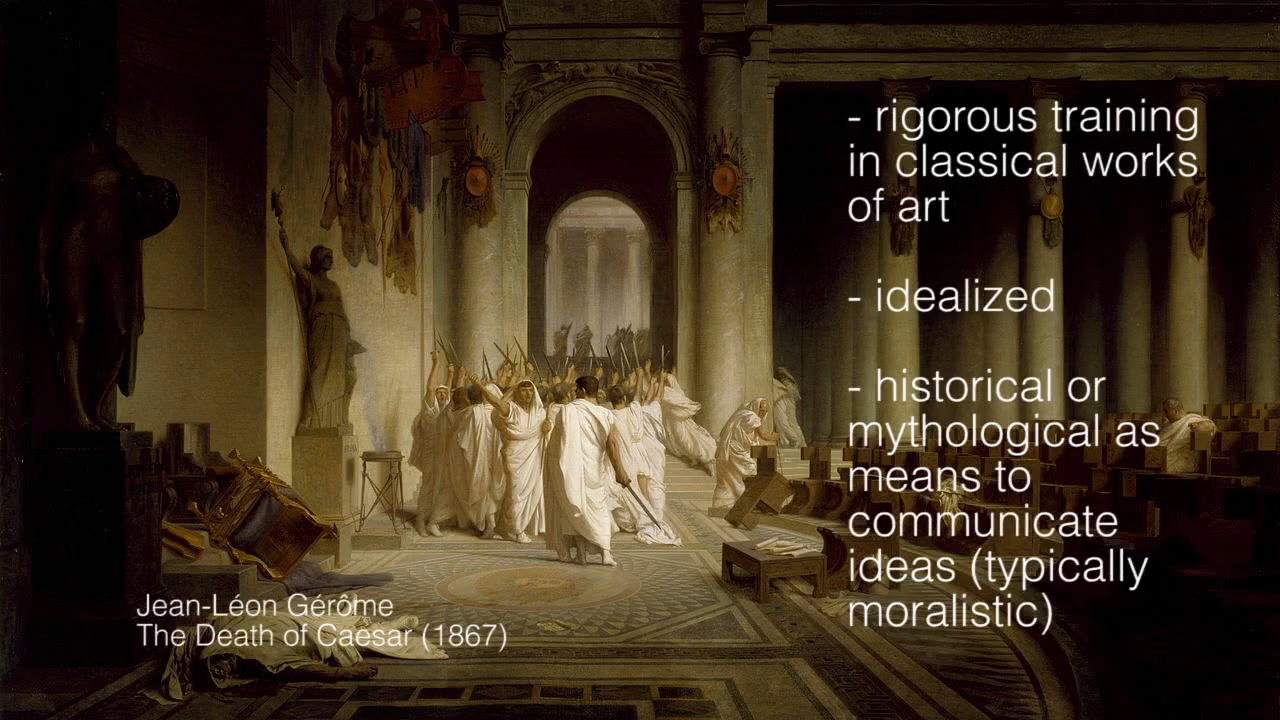 - rigorous training
in classical works
of art
- idealized
- historical or
mythological as
means to
communicate
ideas (typically
moralistic)
Jean-Léon Gérôme
The Death of Caesar (1867)